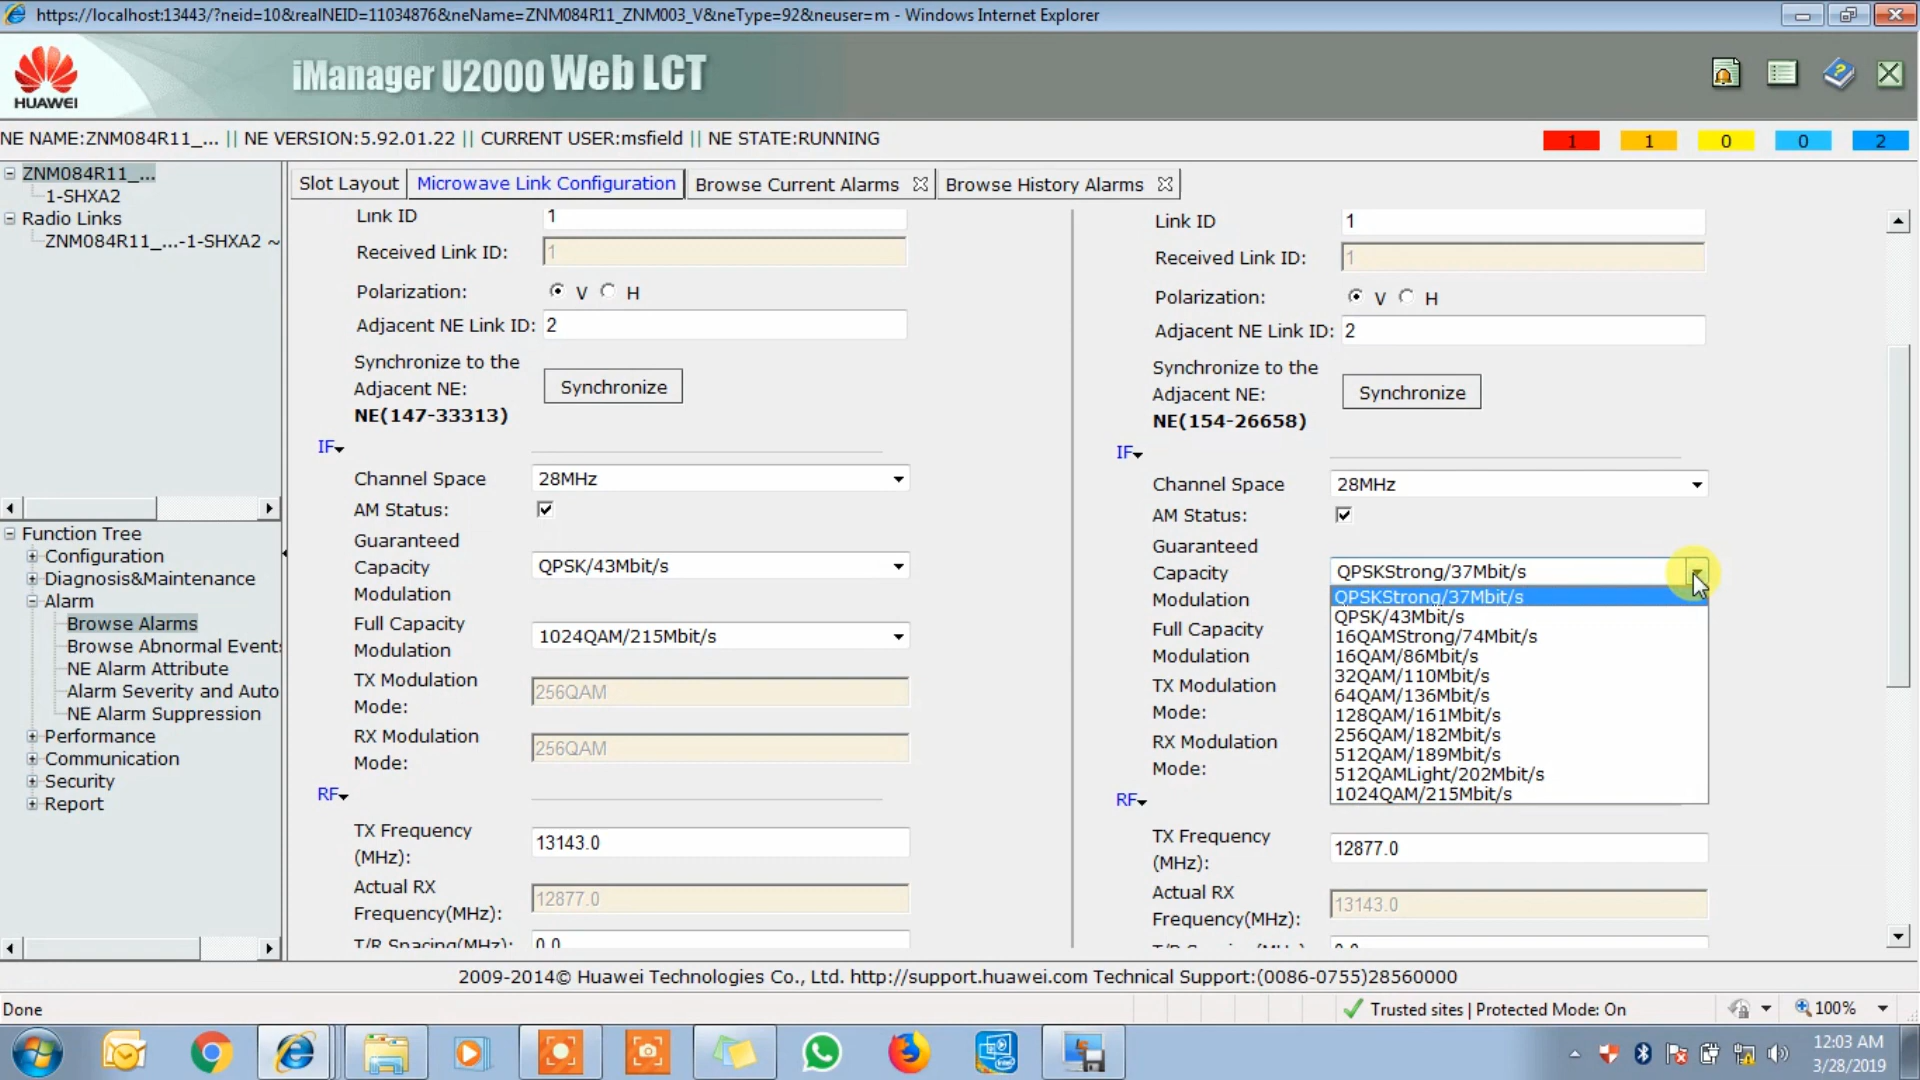 https://localhost:13443/?neid=10&realNEID=11034876&neName=ZNM084R11_ZNM003_V&neType=92&neuser=m - Windows Internet Explorer
HUAWEI
iManager U2000 Web LCT
NE NAME:ZNM084R11_... || NE VERSION:5.92.01.22 || CURRENT USER:msfield || NE STATE:RUNNING
1 1 0 0 2
ZNM084R11_...
1-SHXA2
Radio Links
ZNM084R11_...-1-SHXA2 ~
Function Tree
Configuration
Diagnosis&Maintenance
Alarm
Browse Alarms
Browse Abnormal Event
NE Alarm Attribute
Alarm Severity and Auto
NE Alarm Suppression
Performance
Communication
Security
Report
Slot Layout Microwave Link Configuration Browse Current Alarms Browse History Alarms
Link ID 1
Received Link ID: 1
Polarization: V H
Adjacent NE Link ID: 2
Synchronize to the
Adjacent NE: Synchronize
NE(147-33313)
IF
Channel Space 28MHz
AM Status:
Guaranteed
Capacity QPSK/43Mbit/s
Modulation
Full Capacity 1024QAM/215Mbit/s
Modulation
TX Modulation 256QAM
Mode:
RX Modulation 256QAM
Mode:
RF
TX Frequency 13143.0
(MHz):
Actual RX 12877.0
Frequency(MHz):
T/R Spacing(MHz): 0.0
Link ID 1
Received Link ID: 1
Polarization: V H
Adjacent NE Link ID: 2
Synchronize to the
Adjacent NE: Synchronize
NE(154-26658)
IF
Channel Space 28MHz
AM Status:
Guaranteed
Capacity QPSKStrong/37Mbit/s
Modulation
Full Capacity
Modulation
TX Modulation
Mode:
RX Modulation
Mode:
QPSKStrong/37Mbit/s
QPSK/43Mbit/s
16QAMStrong/74Mbit/s
16QAM/86Mbit/s
32QAM/110Mbit/s
64QAM/136Mbit/s
128QAM/161Mbit/s
256QAM/182Mbit/s
512QAM/189Mbit/s
512QAMLight/202Mbit/s
1024QAM/215Mbit/s
RF
TX Frequency 12877.0
(MHz):
Actual RX 13143.0
Frequency(MHz):
2009-2014© Huawei Technologies Co., Ltd. http://support.huawei.com Technical Support:(0086-0755)28560000
Done
Trusted sites | Protected Mode: On
100%
12:03 AM
3/28/2019